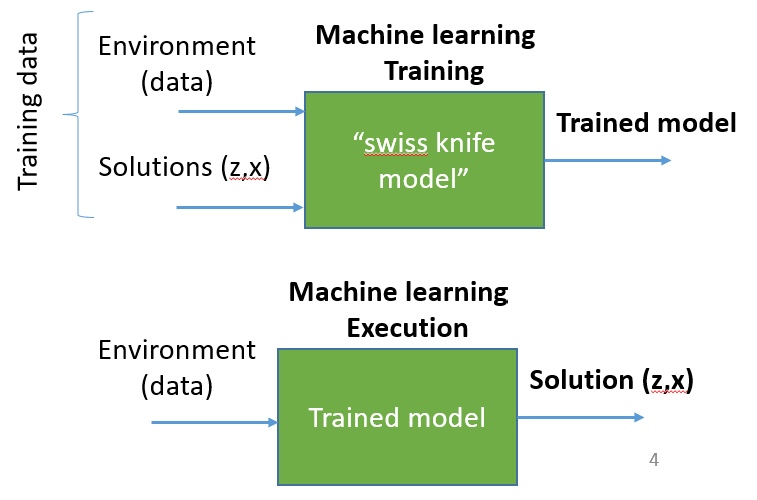 Training data
Environment
(data)
Solutions (z,x)
Machine learning
Training
“swiss knife
model”
Trained model
Machine learning
Execution
Environment
(data)
Trained model
Solution (z,x)
4